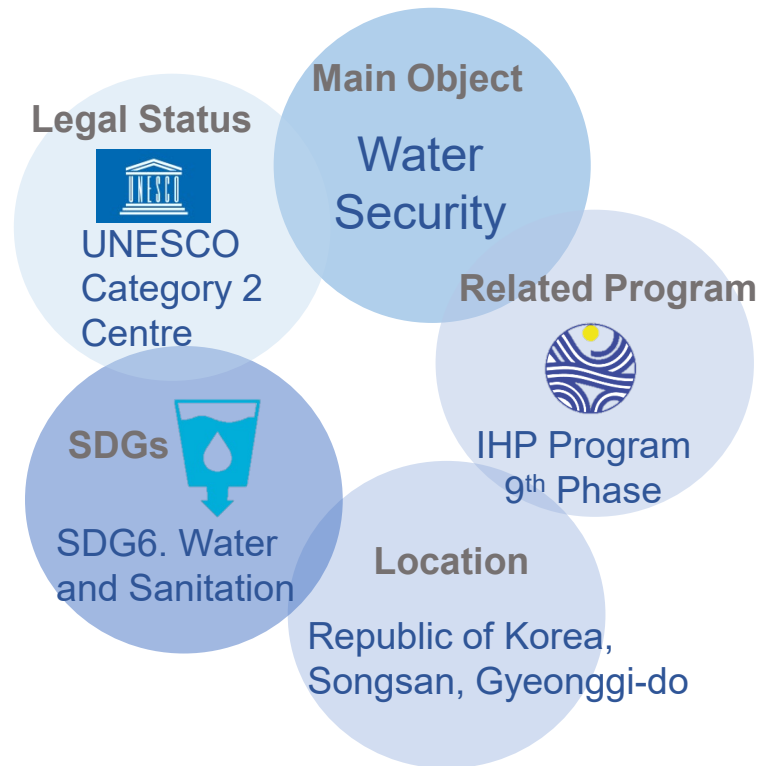 Main Object
Water
Security
Legal Status
UNESCO
UNESCO
Category 2
Centre
Related Program
IHP Program
9th Phase
SDGs
SDG6. Water
and Sanitation
Location
Republic of Korea,
Songsan, Gyeonggi-do